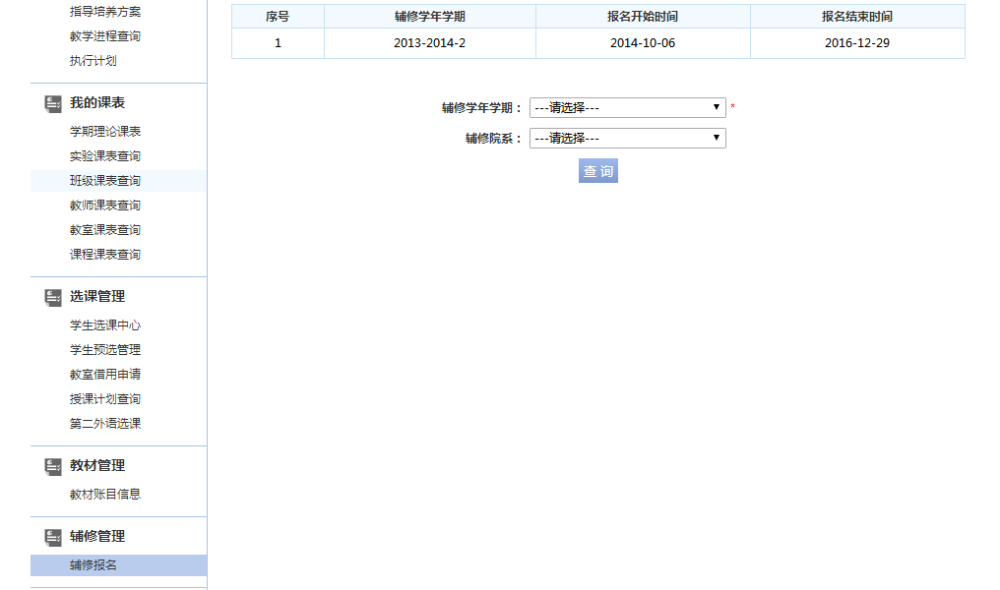 指导培养方案
教学进程查询
执行计划
我的课表
学期理论课表
实验课表查询
班级课表查询
教师课表查询
教室课表查询
课程课表查询
选课管理
学生选课中心
学生预选管理
教室借用申请
授课计划查询
第二外语选课
教材管理
教材账目信息
辅修管理
辅修报名
序号 辅修学年学期 报名开始时间 报名结束时间
1 2013-2014-2 2014-10-06 2016-12-29
辅修学年学期： ---请选择--- *
辅修院系： ---请选择---
查 询